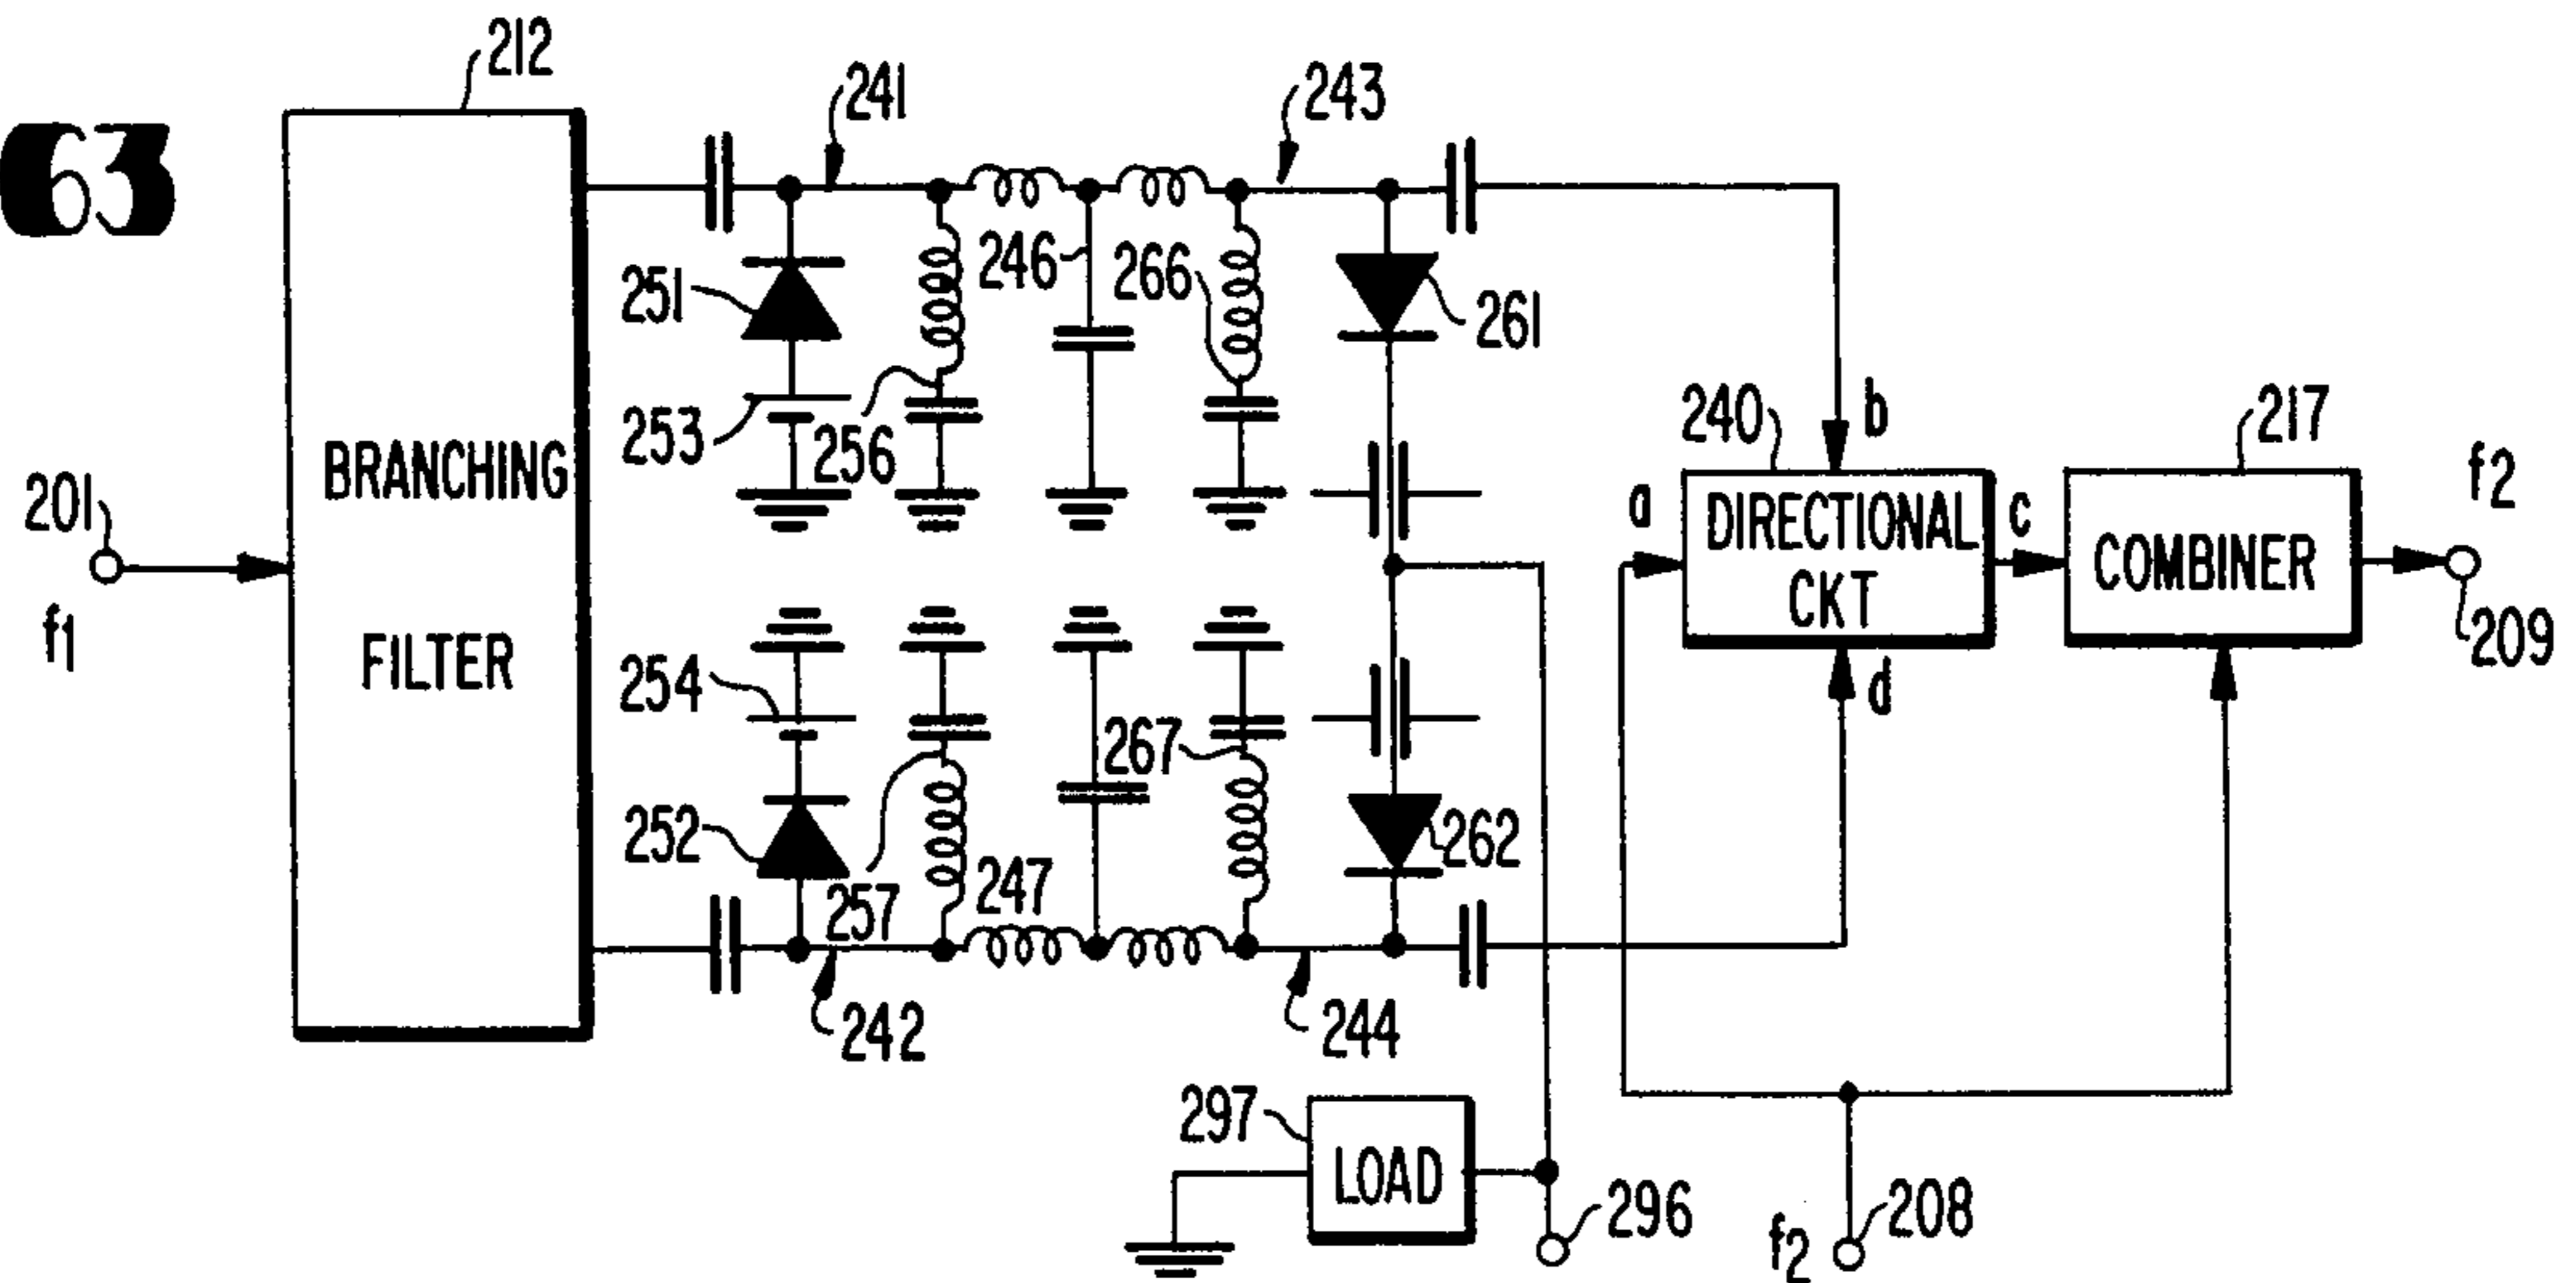 63
212
241
243
251
246
266
261
253
256
240
b
217
201
f1
BRANCHING
FILTER
a
DIRECTIONAL
CKT
c
COMBINER
f2
209
254
267
d
252
257
247
262
242
244
297
LOAD
296
f2
208